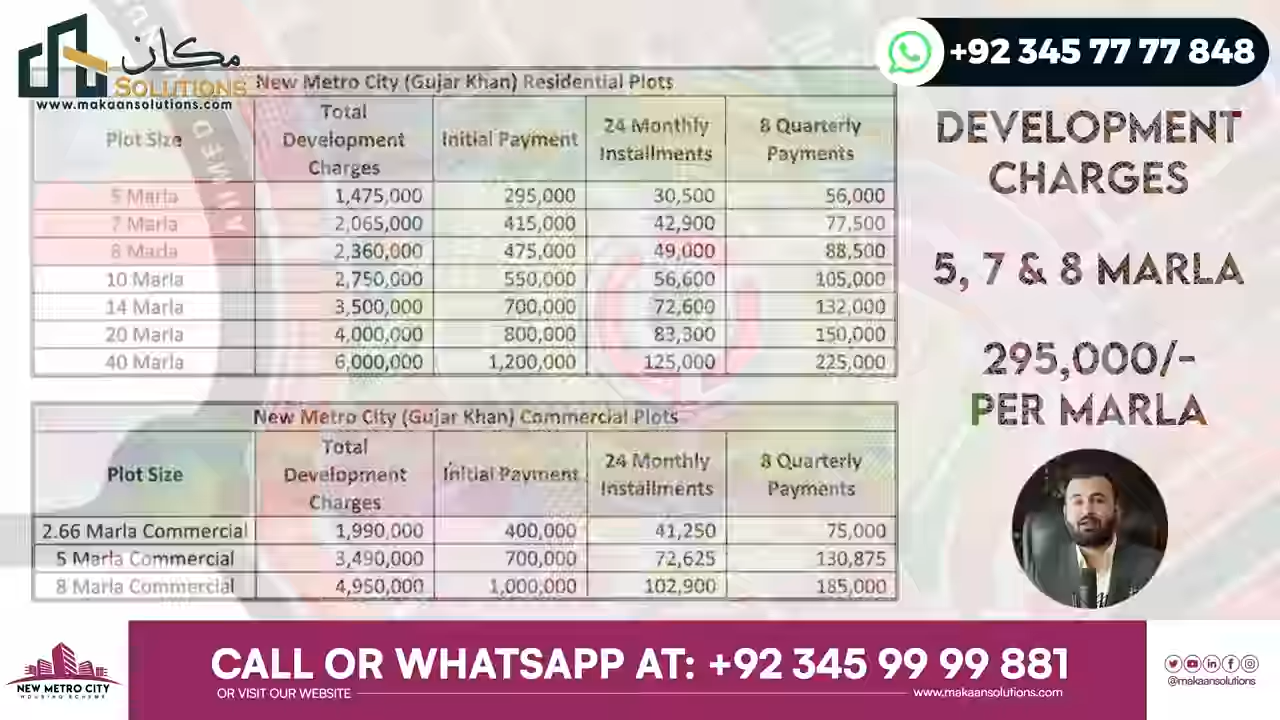 مکان
SOLUTIONS
www.makaansolutions.com
+92 345 77 77 848
New Metro City (Gujar Khan) Residential Plots
Plot Size Total Development Charges Initial Payment 24 Monthly Installments 8 Quarterly Payments
5 Marla 1,475,000 295,000 30,500 56,000
7 Marla 2,065,000 415,000 42,900 77,500
8 Marla 2,360,000 475,000 49,000 88,500
10 Marla 2,750,000 550,000 56,600 105,000
14 Marla 3,500,000 700,000 72,600 132,000
20 Marla 4,000,000 800,000 83,300 150,000
40 Marla 6,000,000 1,200,000 125,000 225,000
New Metro City (Gujar Khan) Commercial Plots
Plot Size Total Development Charges Initial Payment 24 Monthly Installments 8 Quarterly Payments
2.66 Marla Commercial 1,990,000 400,000 41,250 75,000
5 Marla Commercial 3,490,000 700,000 72,625 130,875
8 Marla Commercial 4,950,000 1,000,000 102,900 185,000
DEVELOPMENT
CHARGES
5, 7 & 8 MARLA
295,000/-
PER MARLA
NEW METRO CITY
HOUSING SCHEME
CALL OR WHATSAPP AT: +92 345 99 99 881
OR VISIT OUR WEBSITE www.makaansolutions.com
@makaansolutions